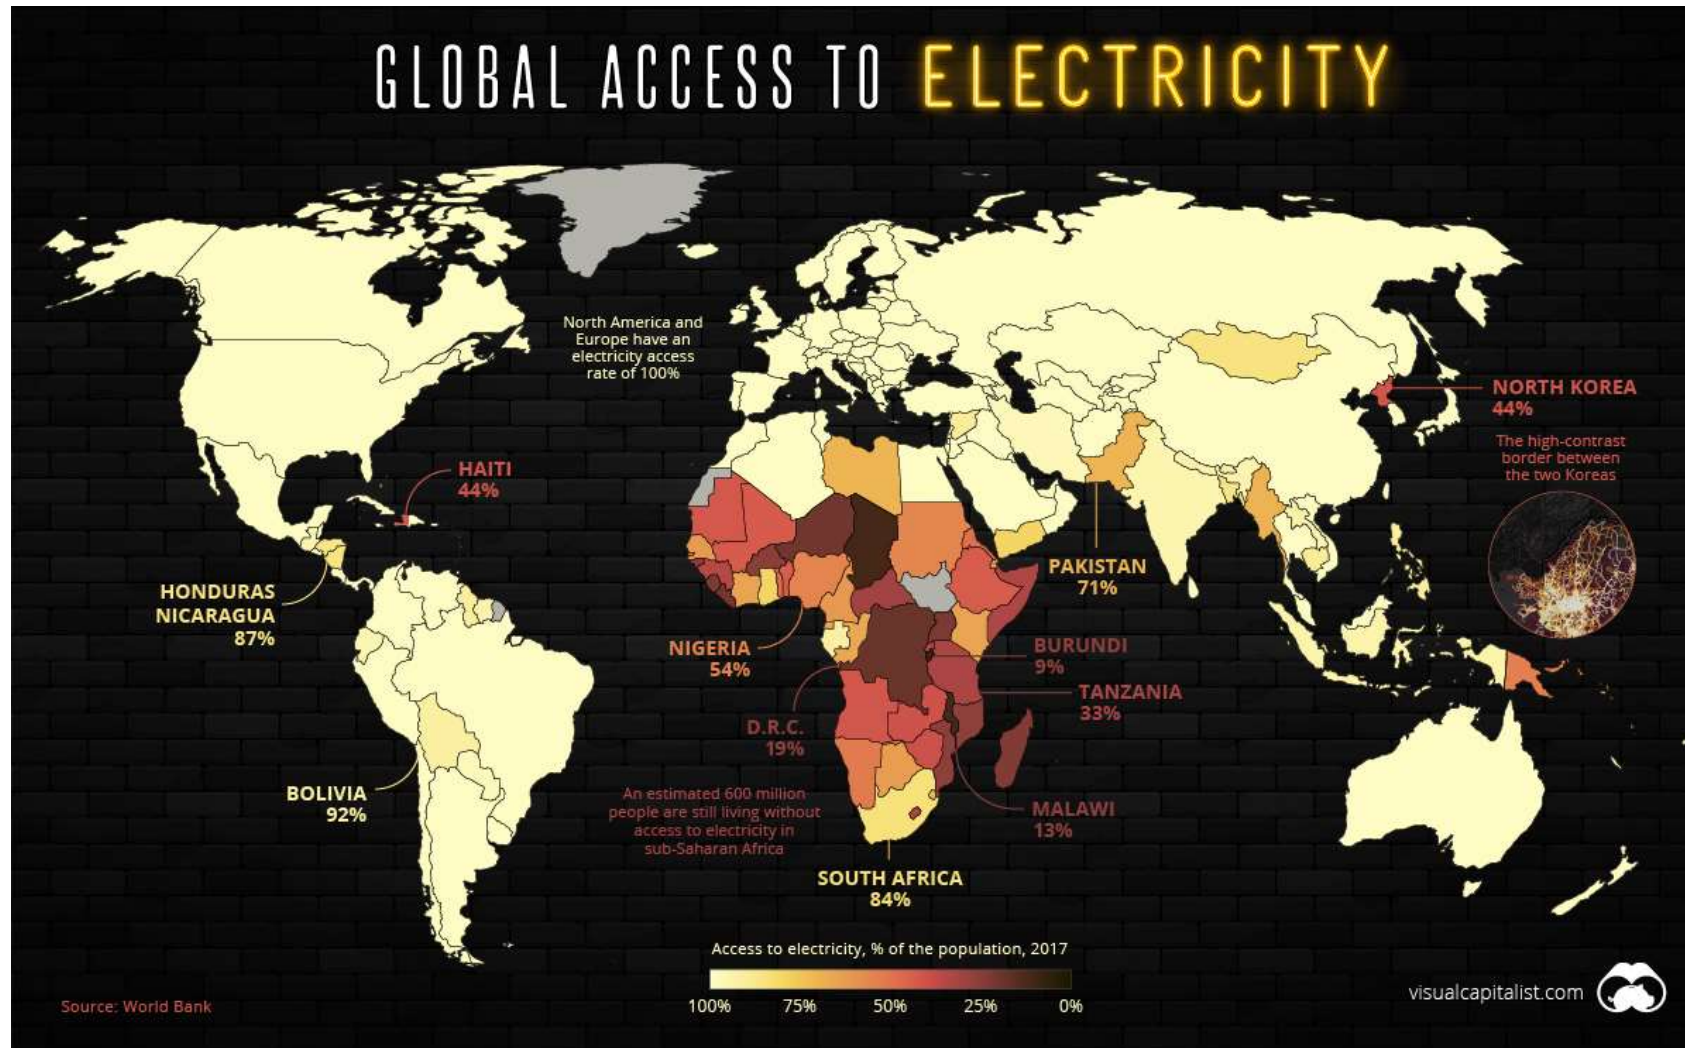 GLOBAL ACCESS TO ELECTRICITY
North America and
Europe have an
electricity access
rate of 100%
NORTH KOREA
44%
The high-contrast
border between
the two Koreas
HAITI
44%
HONDURAS
NICARAGUA
87%
PAKISTAN
71%
NIGERIA
54%
BURUNDI
9%
TANZANIA
33%
D.R.C.
19%
BOLIVIA
92%
An estimated 600 million
people are still living without
access to electricity in
sub-Saharan Africa
MALAWI
13%
SOUTH AFRICA
84%
Access to electricity, % of the population, 2017
100% 75% 50% 25% 0%
Source: World Bank
visualcapitalist.com